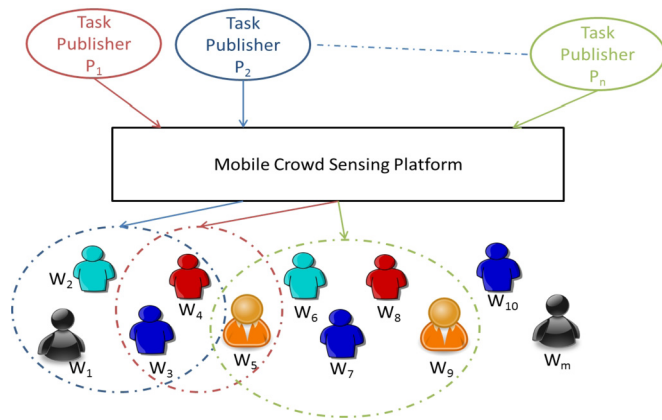 Task
Publisher
P1
Task
Publisher
P2
Task
Publisher
Pn
Mobile Crowd Sensing Platform
W2
W4
W6
W8
W10
W1
W3
W5
W7
W9
Wm